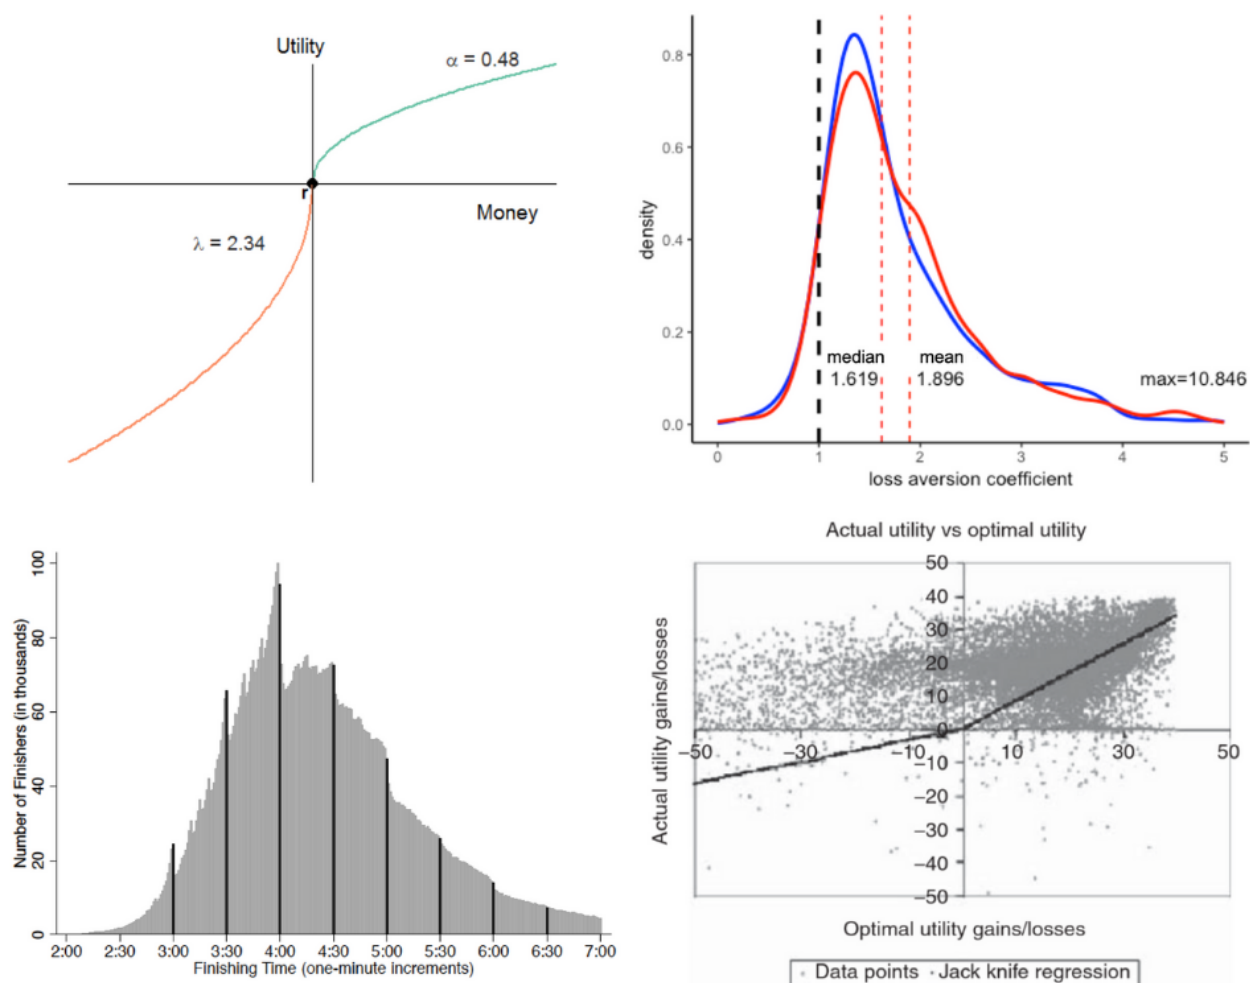 Utility
α = 0.48
r
Money
λ = 2.34
density
0.8
0.6
0.4
0.2
0.0
median
1.619
mean
1.896
max=10.846
0 1 2 3 4 5
loss aversion coefficient
Number of Finishers (in thousands)
100
80
60
40
20
0
2:00 2:30 3:00 3:30 4:00 4:30 5:00 5:30 6:00 6:30 7:00
Finishing Time (one-minute increments)
Actual utility vs optimal utility
Actual utility gains/losses
50
40
30
20
10
0
−50 −30 −10 10 30 50
−10
−20
−30
−40
−50
Optimal utility gains/losses
Data points Jack knife regression